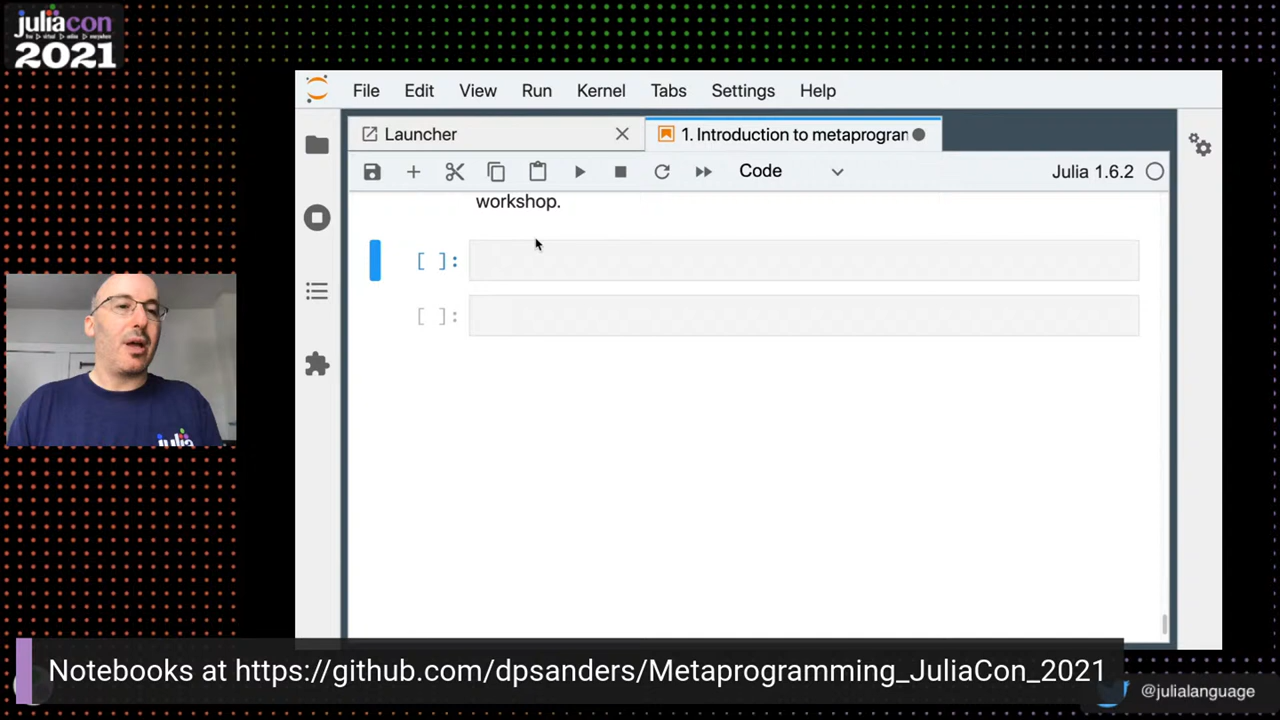 juliacon
2021
File Edit View Run Kernel Tabs Settings Help
Launcher
1. Introduction to metaprogran
Code
Julia 1.6.2
workshop.
[ ]:
[ ]:
julia
Notebooks at https://github.com/dpsanders/Metaprogramming_JuliaCon_2021
@julialanguage